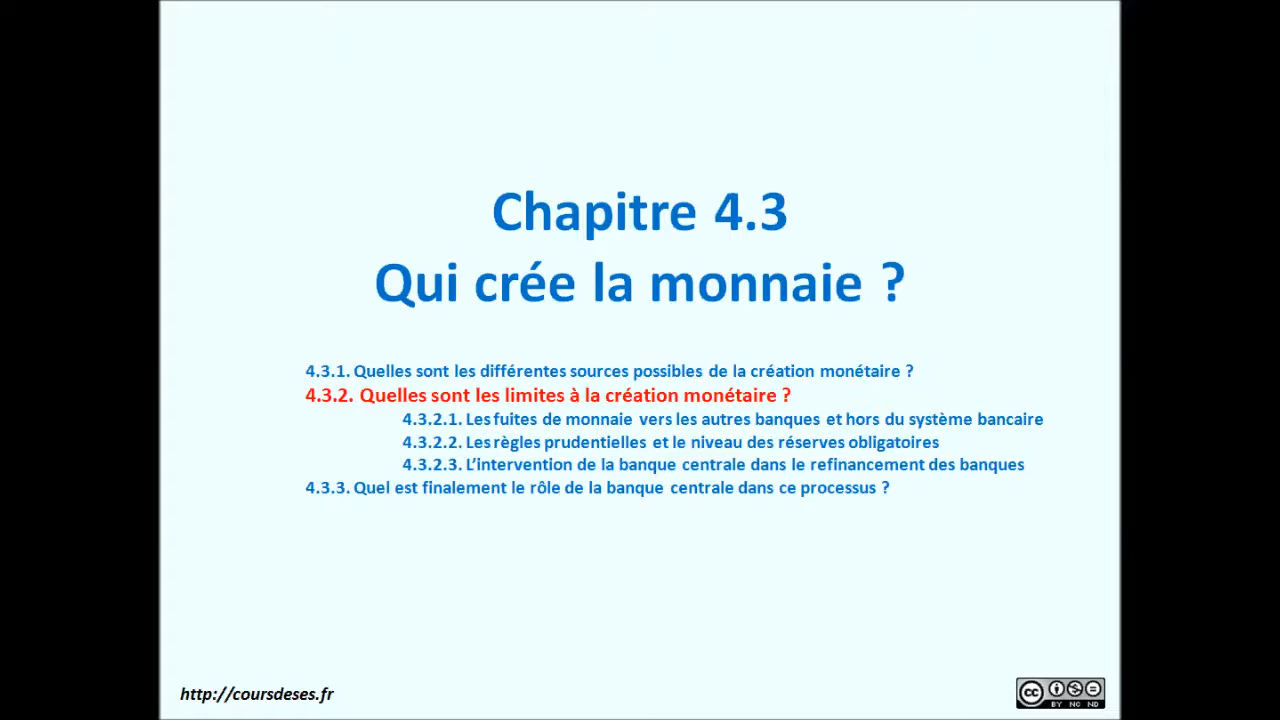 Chapitre 4.3
Qui crée la monnaie ?
4.3.1. Quelles sont les différentes sources possibles de la création monétaire ?
4.3.2. Quelles sont les limites à la création monétaire ?
4.3.2.1. Les fuites de monnaie vers les autres banques et hors du système bancaire
4.3.2.2. Les règles prudentielles et le niveau des réserves obligatoires
4.3.2.3. L’intervention de la banque centrale dans le refinancement des banques
4.3.3. Quel est finalement le rôle de la banque centrale dans ce processus ?
http://coursdeses.fr
cc
BY NC ND